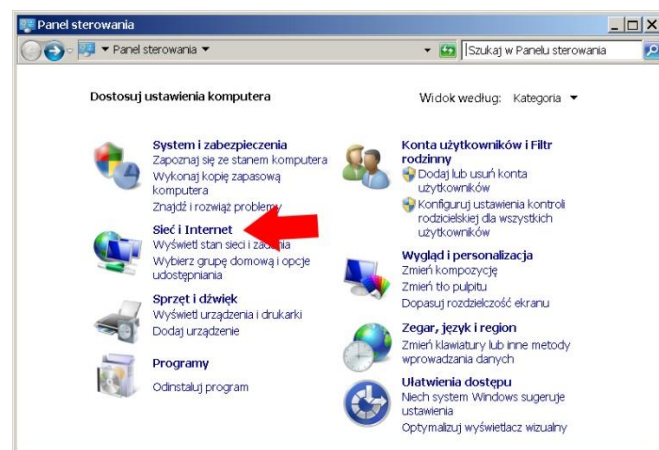 Panel sterowania
Panel sterowania
Szukaj w Panelu sterowania
Dostosuj ustawienia komputera
Widok według: Kategoria
System i zabezpieczenia
Zapoznaj się ze stanem komputera
Wykonaj kopię zapasową
komputera
Znajdź i rozwiąż problemy
Sieć i Internet
Wyświetl stan sieci i zadania
Wybierz grupę domową i opcje
udostępniania
Sprzęt i dźwięk
Wyświetl urządzenia i drukarki
Dodaj urządzenie
Programy
Odinstaluj program
Konta użytkowników i Filtr
rodzinny
Dodaj lub usuń konta
użytkowników
Konfiguruj ustawienia kontroli
rodzicielskiej dla wszystkich
użytkowników
Wygląd i personalizacja
Zmień kompozycję
Zmień tło pulpitu
Dopasuj rozdzielczość ekranu
Zegar, język i region
Zmień klawiatury lub inne metody
wprowadzania danych
Ułatwienia dostępu
Niech system Windows sugeruje
ustawienia
Optymalizuj wyświetlacz wizualny